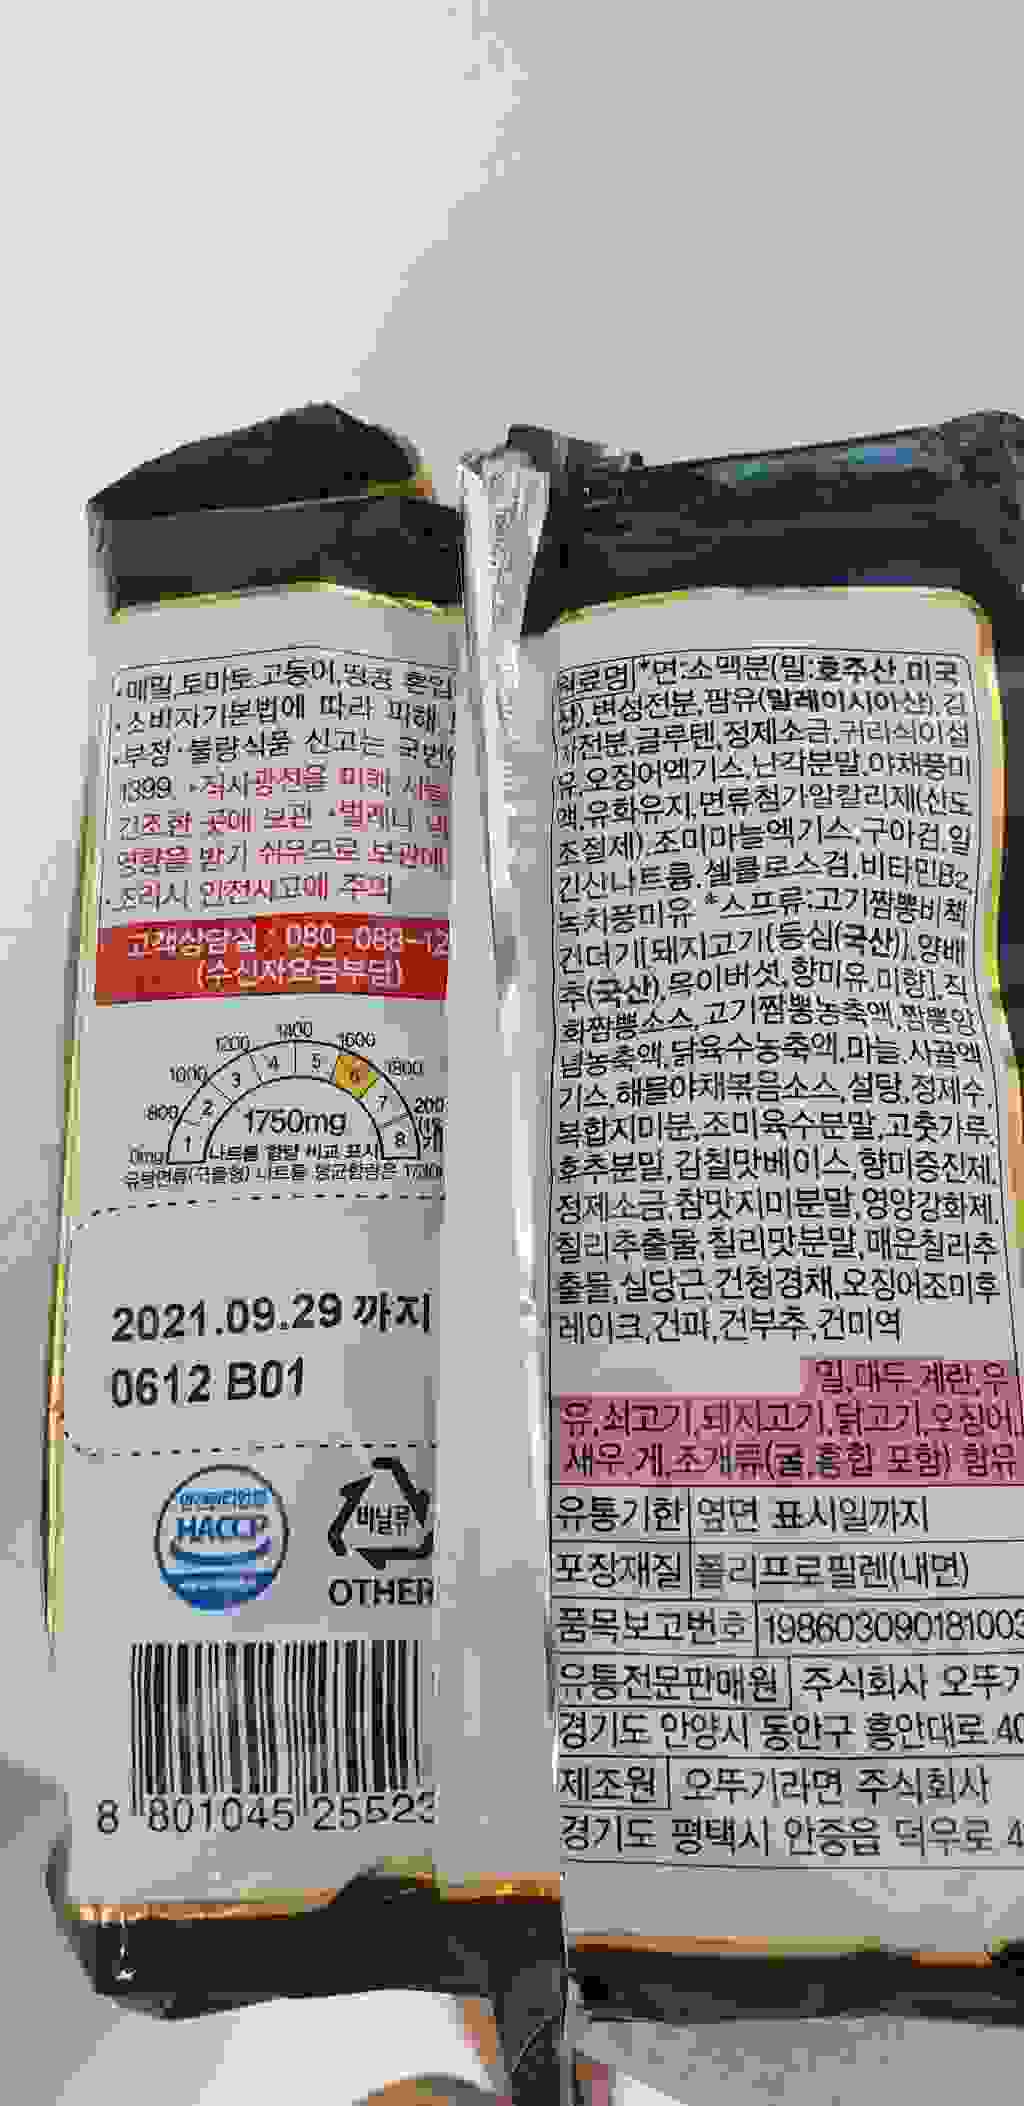 ·메밀,토마토,고등어,땅콩 혼입
·소비자기본법에 따라 피해
·부정·불량식품 신고는 국번
1399 ·직사광선을 피해 서늘
건조한 곳에 보관 ·벌레나
영향을 받기 쉬우므로 보관에
·조리시 안전사고에 주의
고객상담실 : 080-088-12
(수신자요금부담)
0mg 800 1000 1200 1400 1600 1800 200
1 2 3 4 5 6 7 8
1750mg
나트륨 함량 비교 표시
유탕면류(국물형) 나트륨 평균함량은
2021.09.29 까지
0612 B01
HACCP
비닐류
OTHER
8 801045 25523
원료명 *면:소맥분(밀:호주산,미국
산),변성전분,팜유(말레이시아산),감
자전분,글루텐,정제소금,귀리식이섬
유,오징어엑기스,난각분말,야채풍미
액,유화유지,면류첨가알칼리제(산도
조절제),조미마늘엑기스,구아검,일
긴산나트륨,셀룰로스검,비타민B2,
녹차풍미유 *스프류:고기짬뽕비책
건더기[돼지고기{등심(국산)},양배
추(국산),목이버섯,향미유,미향],직
화짬뽕소스,고기짬뽕농축액,짬뽕양
념농축액,닭육수농축액,마늘,사골엑
기스,해물야채볶음소스,설탕,정제수,
복합지미분,조미육수분말,고춧가루,
후추분말,감칠맛베이스,향미증진제,
정제소금,참맛지미분말,영양강화제,
칠리추출물,칠리맛분말,매운칠리추
출물,실당근,건청경채,오징어조미후
레이크,건파,건부추,건미역
밀,대두,계란,우
유,쇠고기,돼지고기,닭고기,오징어,
새우,게,조개류(굴,홍합 포함) 함유
유통기한 옆면 표시일까지
포장재질 폴리프로필렌(내면)
품목보고번호 198603090181003
유통전문판매원 주식회사 오뚜기
경기도 안양시 동안구 흥안대로 40
제조원 오뚜기라면 주식회사
경기도 평택시 안중읍 덕우로 4